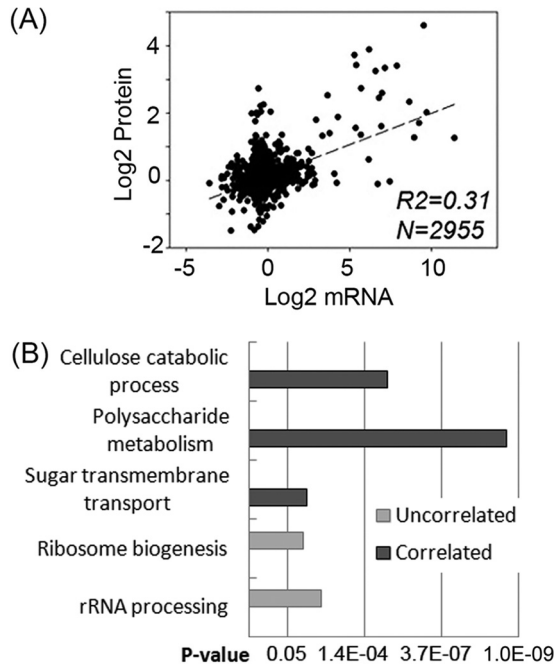 (A)
Log2 Protein
4
2
0
-2
R2=0.31
N=2955
-5 0 5 10
Log2 mRNA
(B)
Cellulose catabolic
process
Polysaccharide
metabolism
Sugar transmembrane
transport
Ribosome biogenesis
rRNA processing
Uncorrelated
Correlated
P-value 0.05 1.4E-04 3.7E-07 1.0E-09